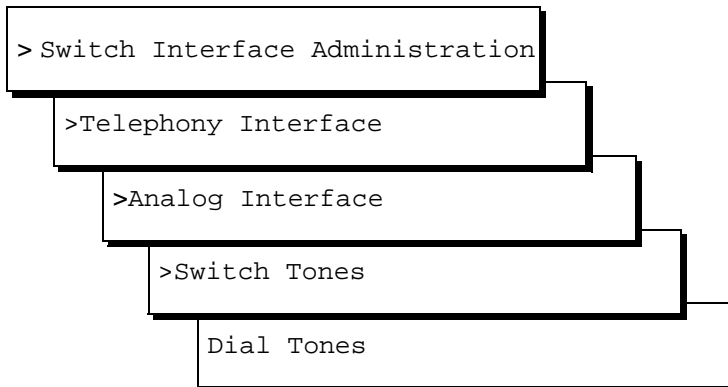 > Switch Interface Administration
>Telephony Interface
>Analog Interface
>Switch Tones
Dial Tones